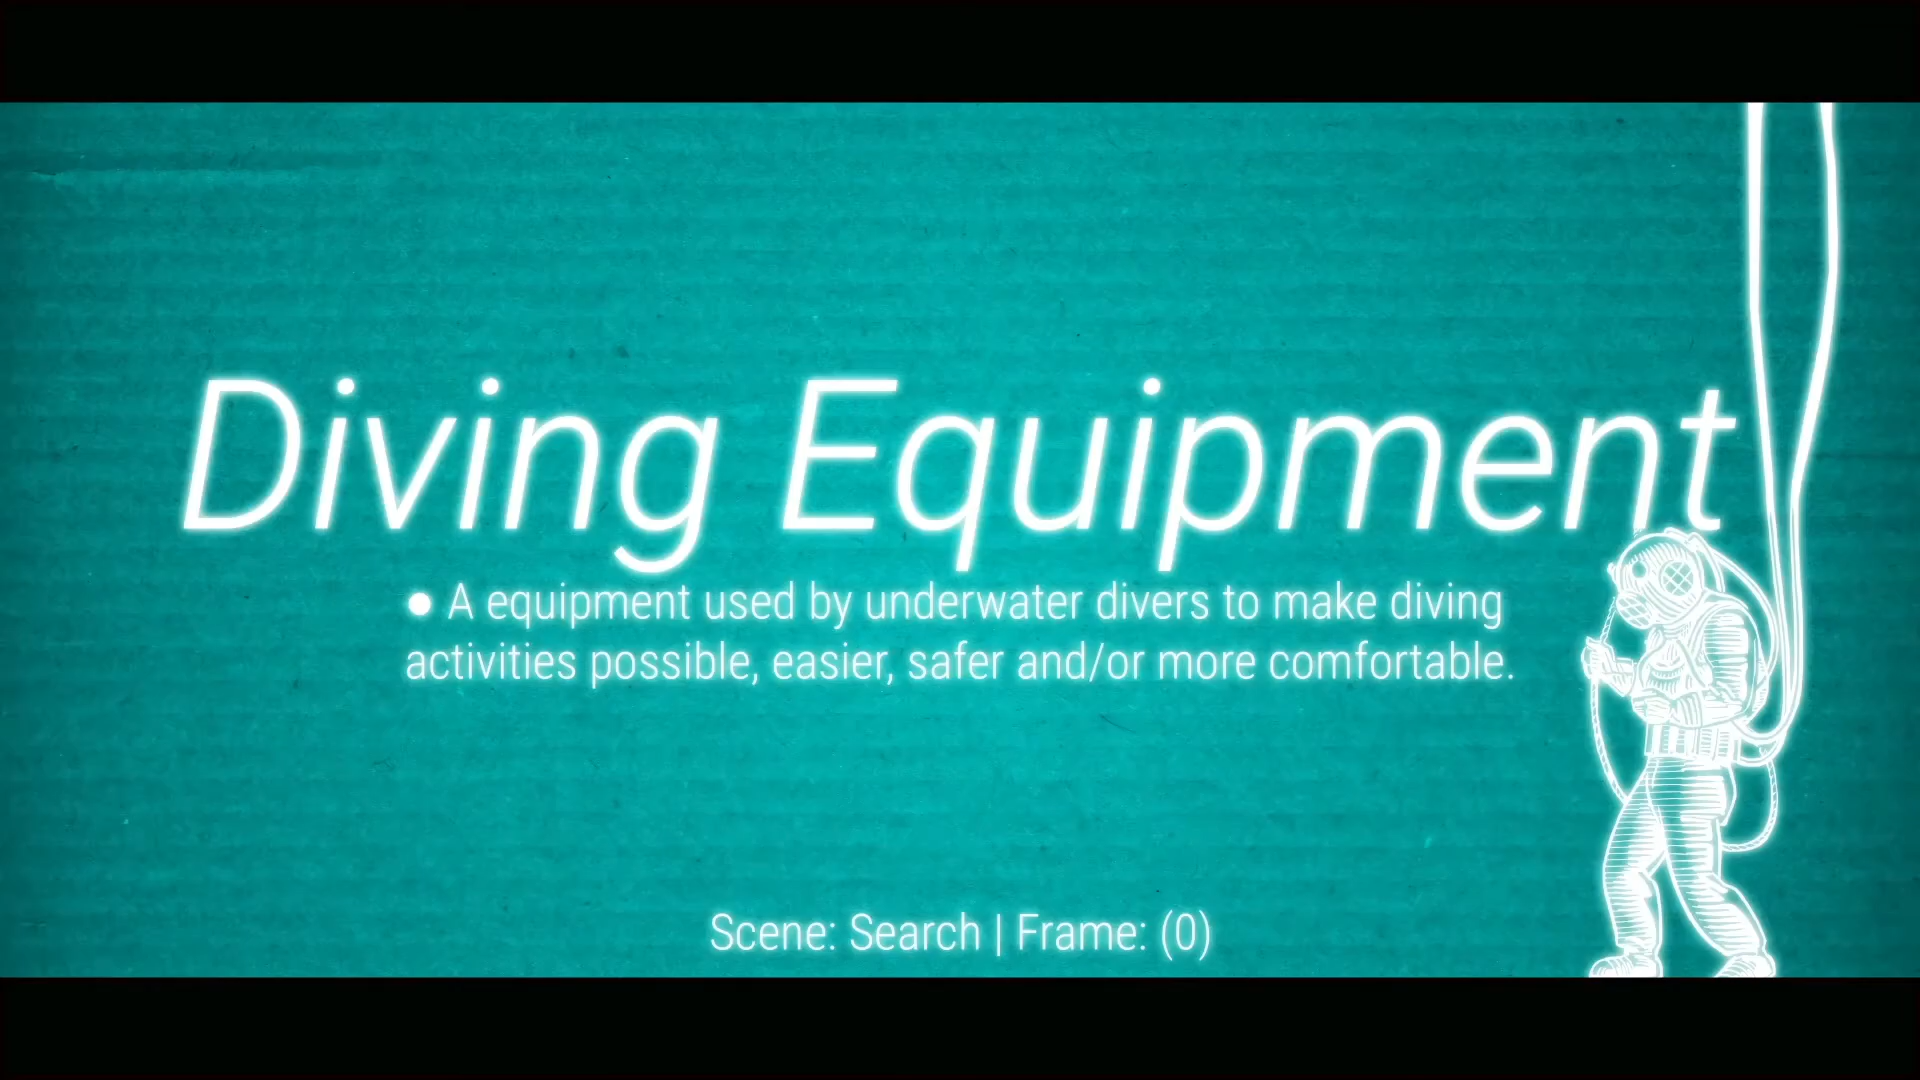 Diving Equipment
● A equipment used by underwater divers to make diving
activities possible, easier, safer and/or more comfortable.
Scene: Search | Frame: (0)